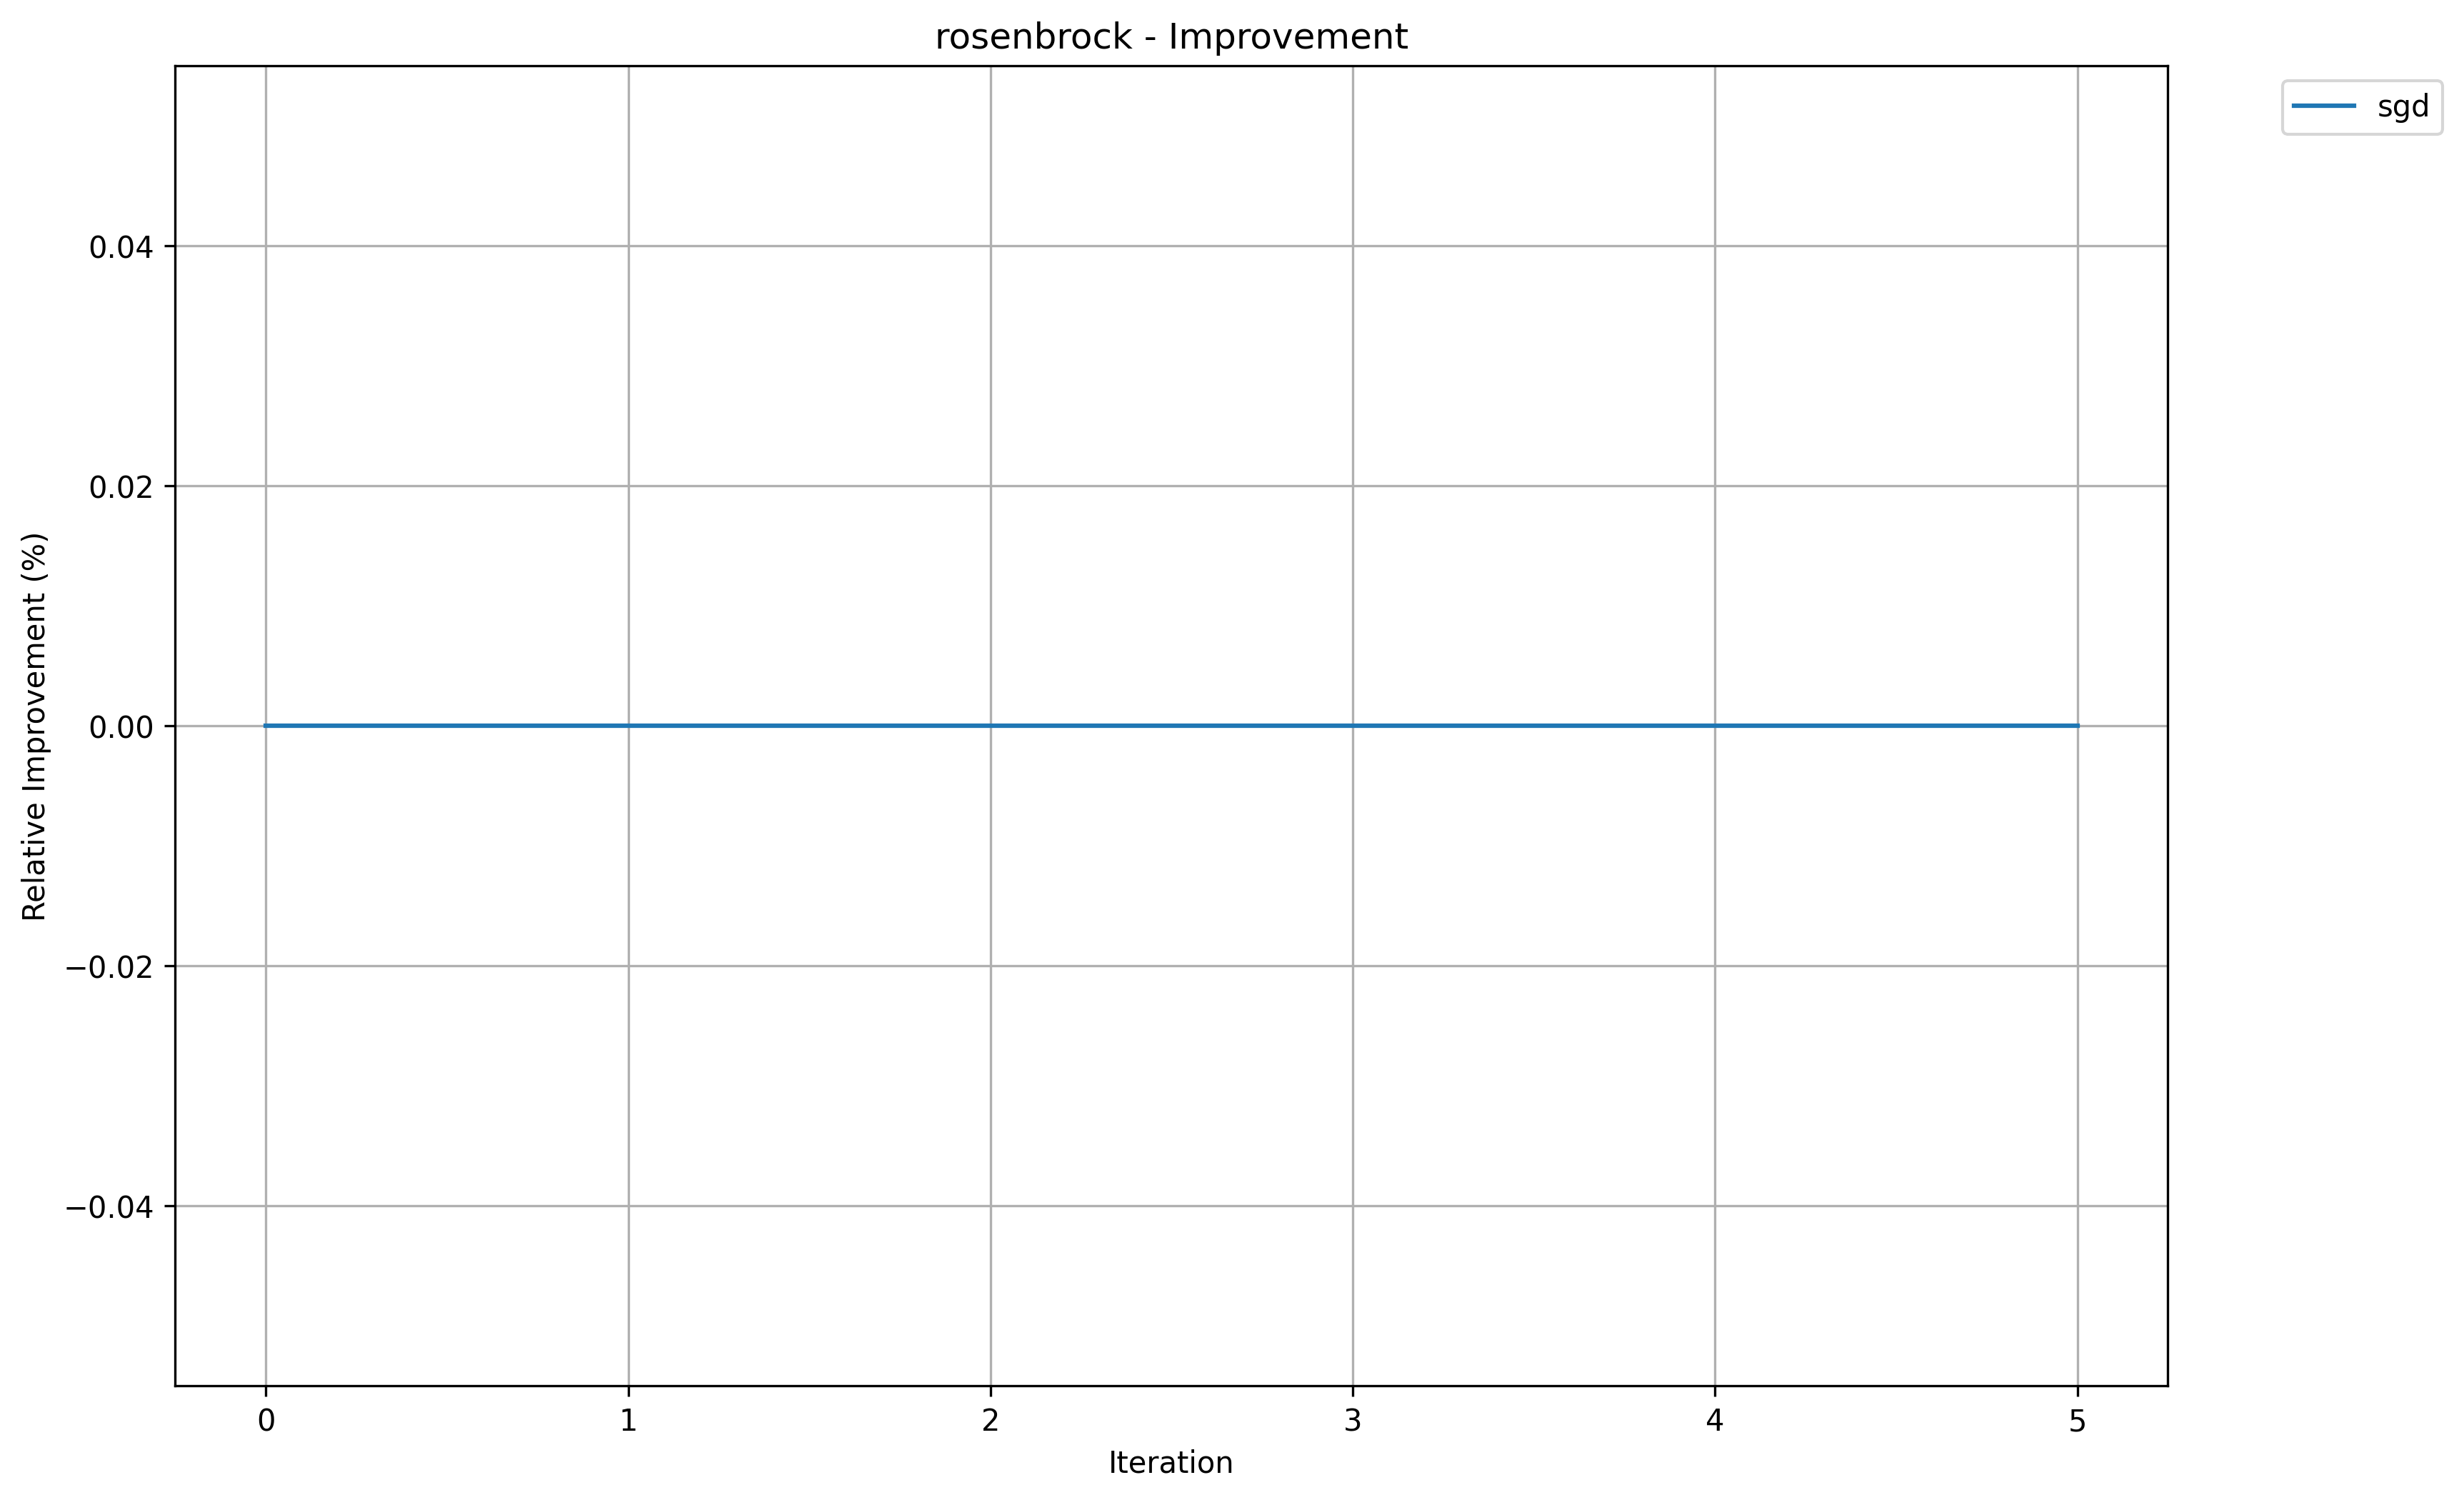 rosenbrock - Improvement
sgd
Relative Improvement (%)
0.04
0.02
0.00
−0.02
−0.04
0 1 2 3 4 5
Iteration